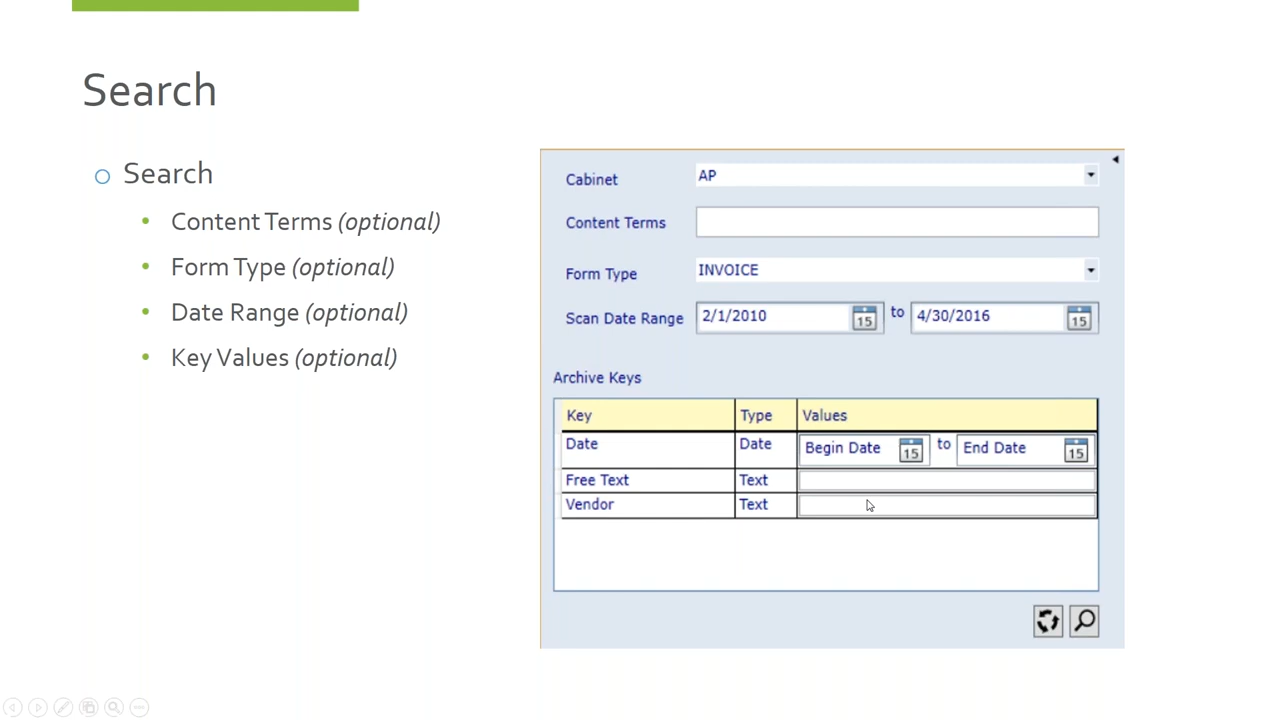 Search
Search
Content Terms (optional)
Form Type (optional)
Date Range (optional)
Key Values (optional)
Cabinet AP
Content Terms
Form Type INVOICE
Scan Date Range 2/1/2010 15 to 4/30/2016 15
Archive Keys
Key Type Values
Date Date Begin Date 15 to End Date 15
Free Text Text
Vendor Text